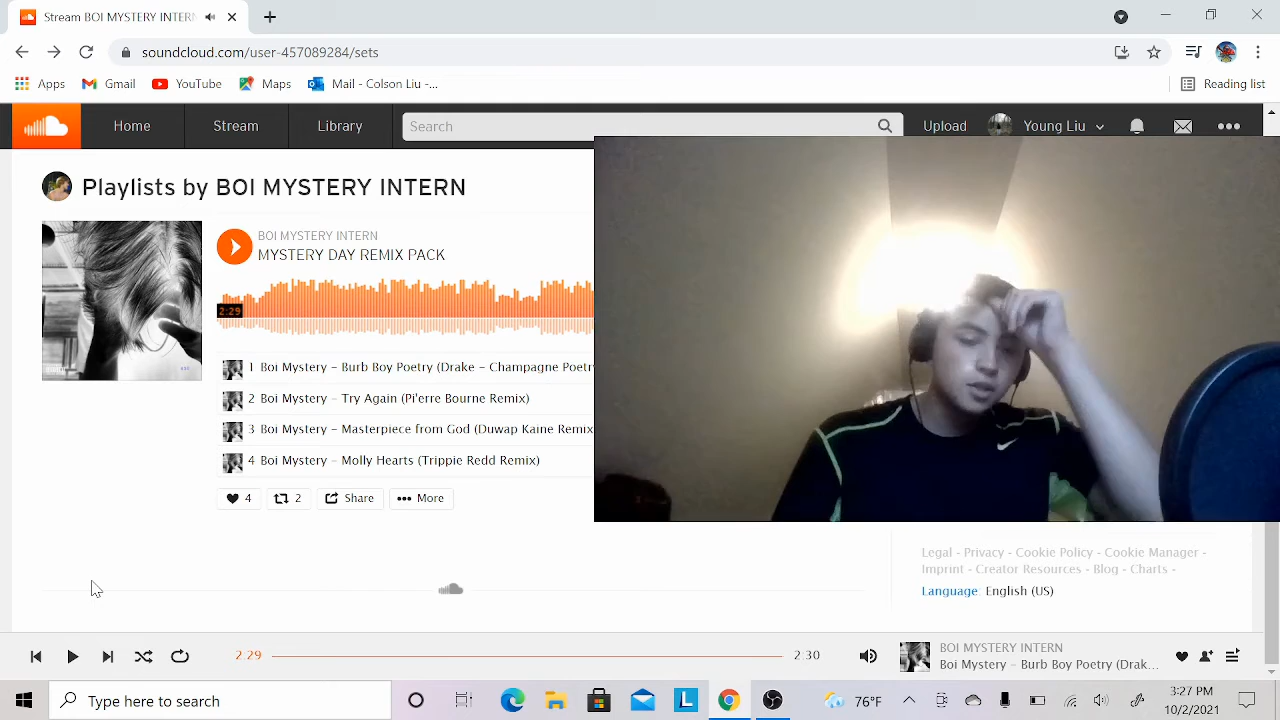 Stream BOI MYSTERY INTERN
soundcloud.com/user-457089284/sets
Apps
Gmail
YouTube
Maps
Mail - Colson Liu -...
Reading list
Home
Stream
Library
Search
Upload
Young Liu
Playlists by BOI MYSTERY INTERN
BOI MYSTERY INTERN
MYSTERY DAY REMIX PACK
2:29
1 Boi Mystery – Burb Boy Poetry (Drake – Champagne Poetr
2 Boi Mystery – Try Again (Pi'erre Bourne Remix)
3 Boi Mystery – Masterpiece from God (Duwap Kaine Remix
4 Boi Mystery – Molly Hearts (Trippie Redd Remix)
4
2
Share
More
Legal - Privacy - Cookie Policy - Cookie Manager -
Imprint - Creator Resources - Blog - Charts -
Language: English (US)
2:29
2:30
BOI MYSTERY INTERN
Boi Mystery – Burb Boy Poetry (Drak...
Type here to search
L
76°F
3:27 PM
10/2/2021